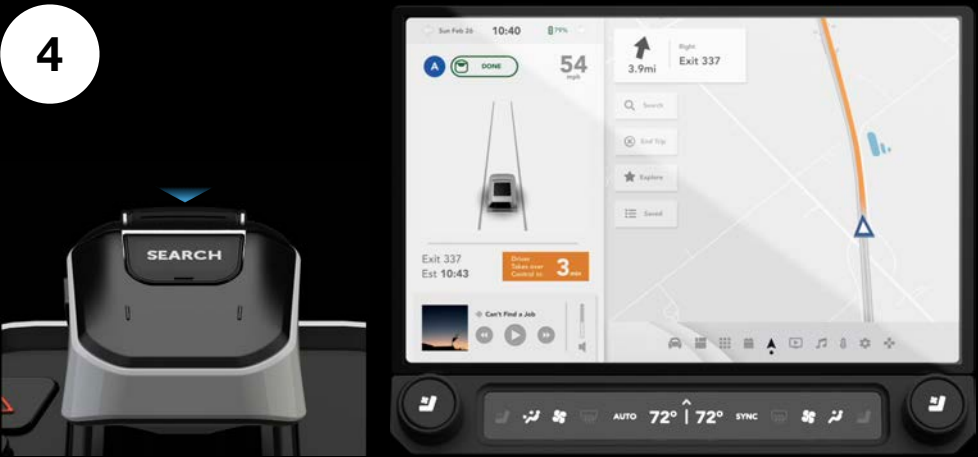 4
SEARCH
Sun Feb 26
10:40
79%
A
DONE
54
mph
Exit 337
Est 10:43
Driver
Takes over
Control in
3 min
Can't Find a Job
3.9mi
Right
Exit 337
Search
End Trip
Explore
Saved
AUTO
72°
72°
SYNC